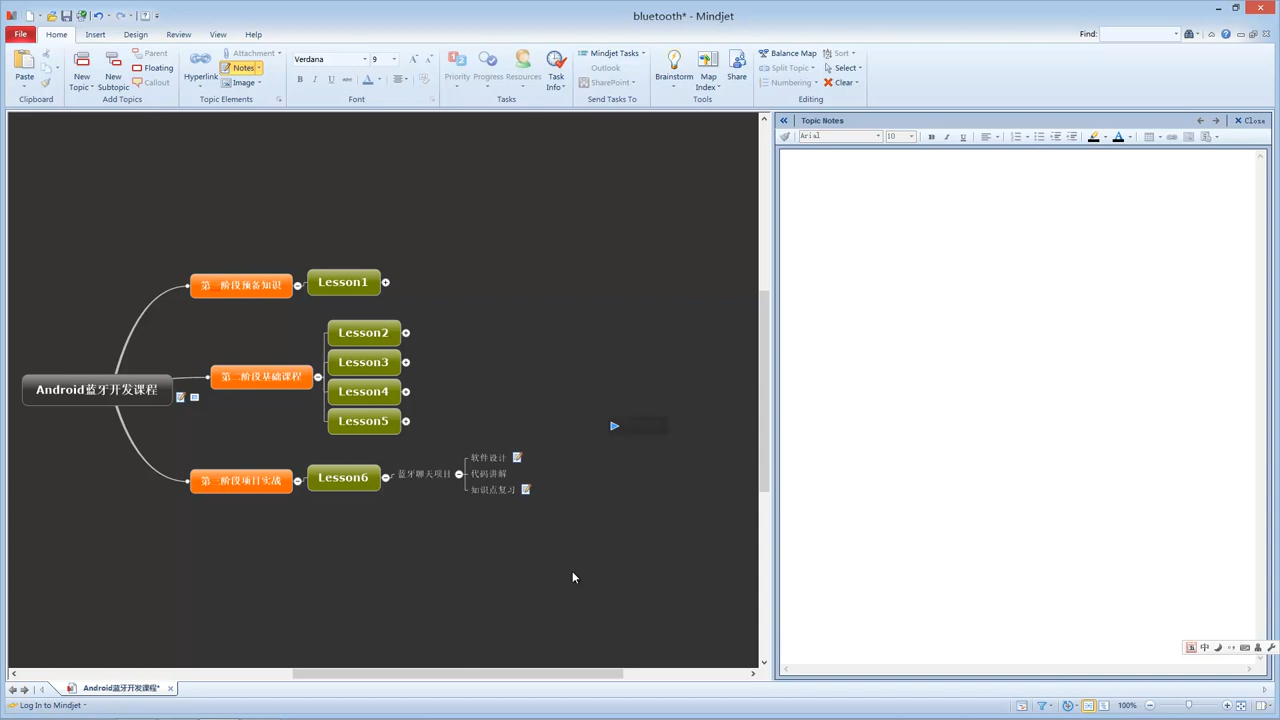 bluetooth* - Mindjet
File Home Insert Design Review View Help
Find:
Paste
Clipboard
New Topic
New Subtopic
Parent
Floating
Callout
Add Topics
Hyperlink
Attachment
Notes
Image
Topic Elements
Verdana 9
B I U abc A
Font
Priority Progress Resources Task Info
Tasks
Mindjet Tasks
Outlook
SharePoint
Send Tasks To
Brainstorm Map Index Share
Tools
Balance Map
Split Topic
Numbering
Sort
Select
Clear
Editing
Topic Notes
Close
Arial 10 B I U A
第一阶段预备知识
Lesson1
Lesson2
Lesson3
第二阶段基础课程
Android蓝牙开发课程
Lesson4
Lesson5
软件设计
第三阶段项目实战
Lesson6
蓝牙聊天项目
代码讲解
知识点复习
中
Android蓝牙开发课程*
Log In to Mindjet
100%